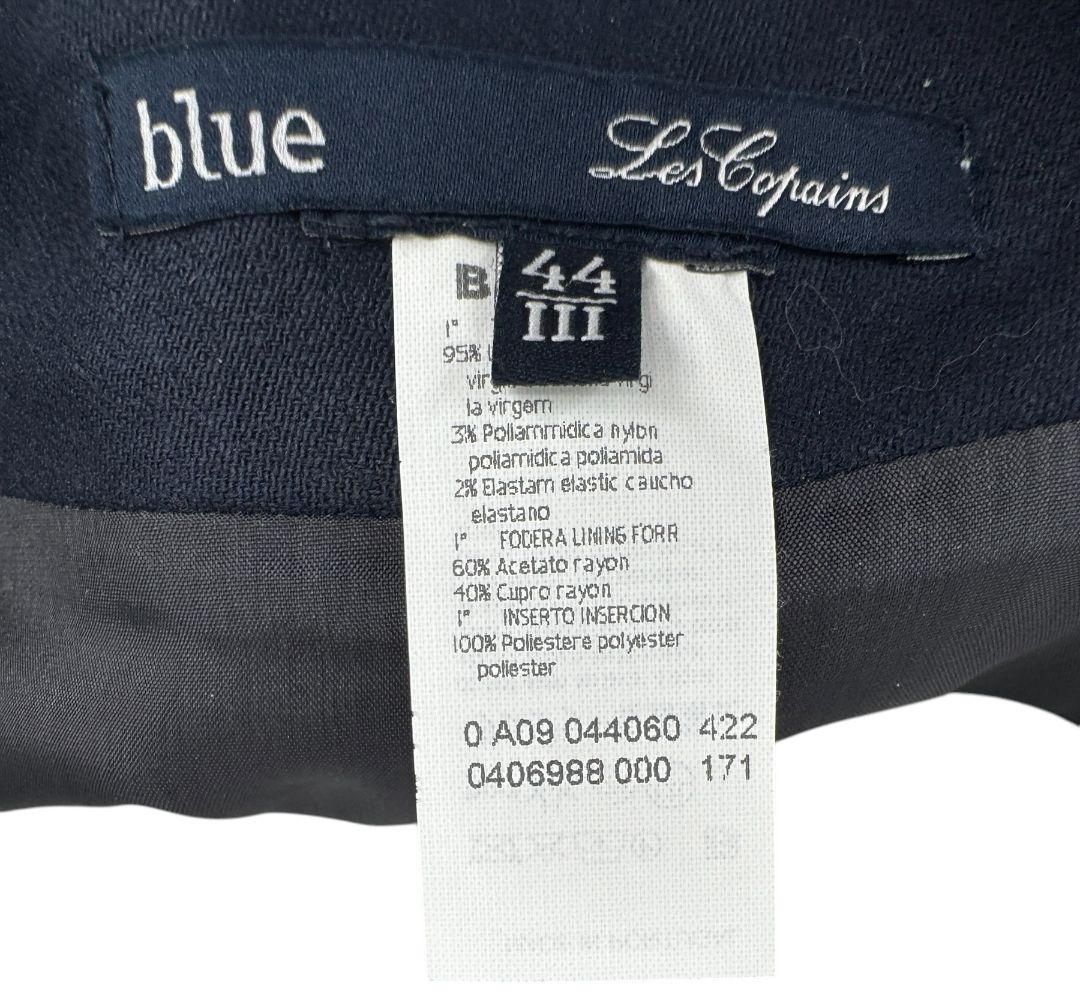 blue Les Copains
44
III
B
1°
95%
la virgem
3% Poliammidica nylon
poliamidica poliamida
2% Elastam elastic caucho
elastano
1° FODERA LINING FORR
60% Acetato rayon
40% Cupro rayon
1° INSERTO INSERCION
100% Poliestere polyester
poliester
0 A09 044060 422
0406988 000 171